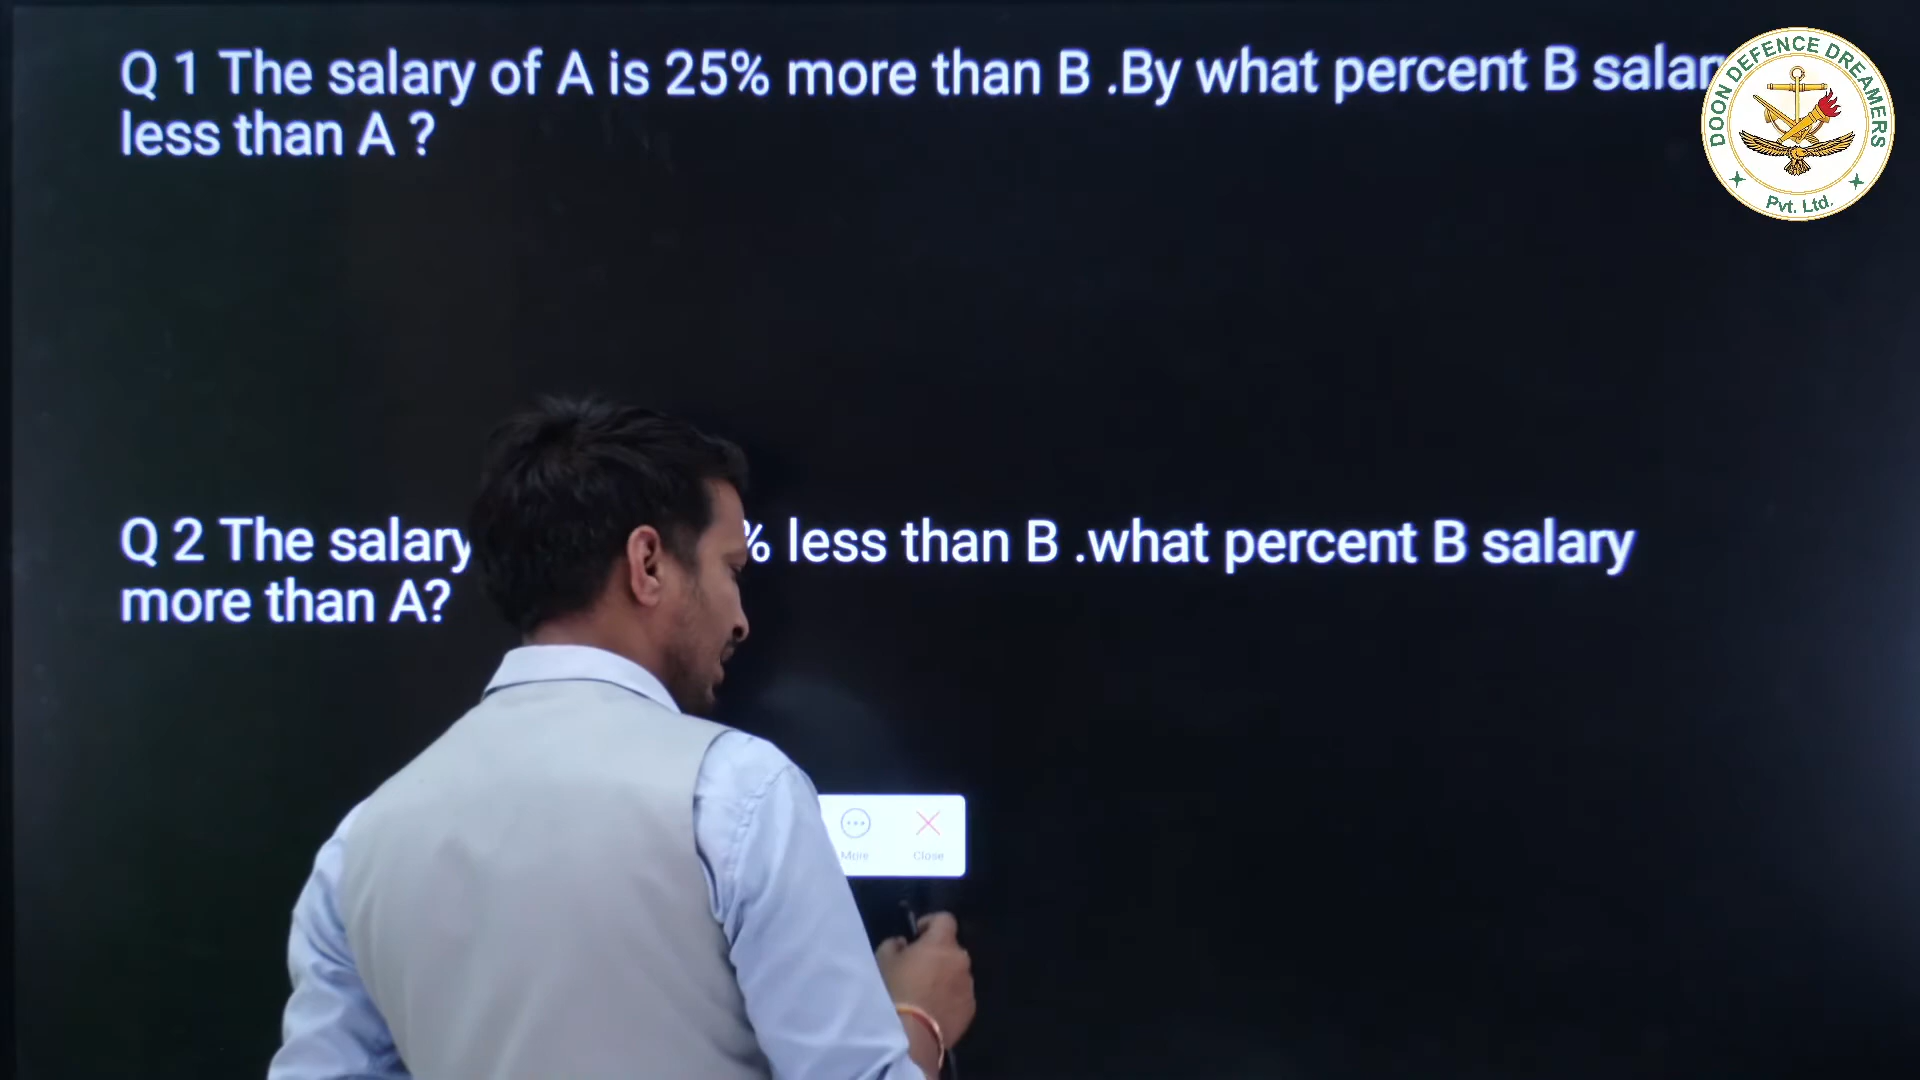 Q 1 The salary of A is 25% more than B .By what percent B salary
less than A ?
DOON DEFENCE DREAMERS
Pvt. Ltd.
Q 2 The salary % less than B .what percent B salary
more than A?
More
Close